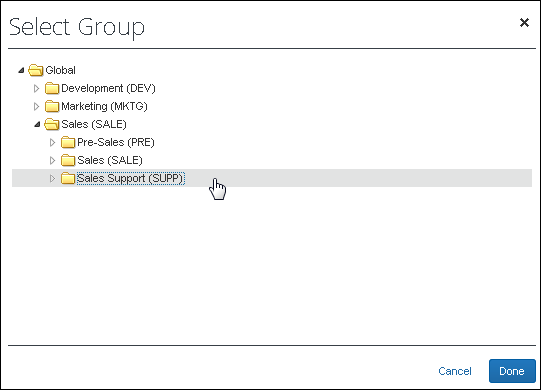 Select Group
Global
Development (DEV)
Marketing (MKTG)
Sales (SALE)
Pre-Sales (PRE)
Sales (SALE)
Sales Support (SUPP)
Cancel Done